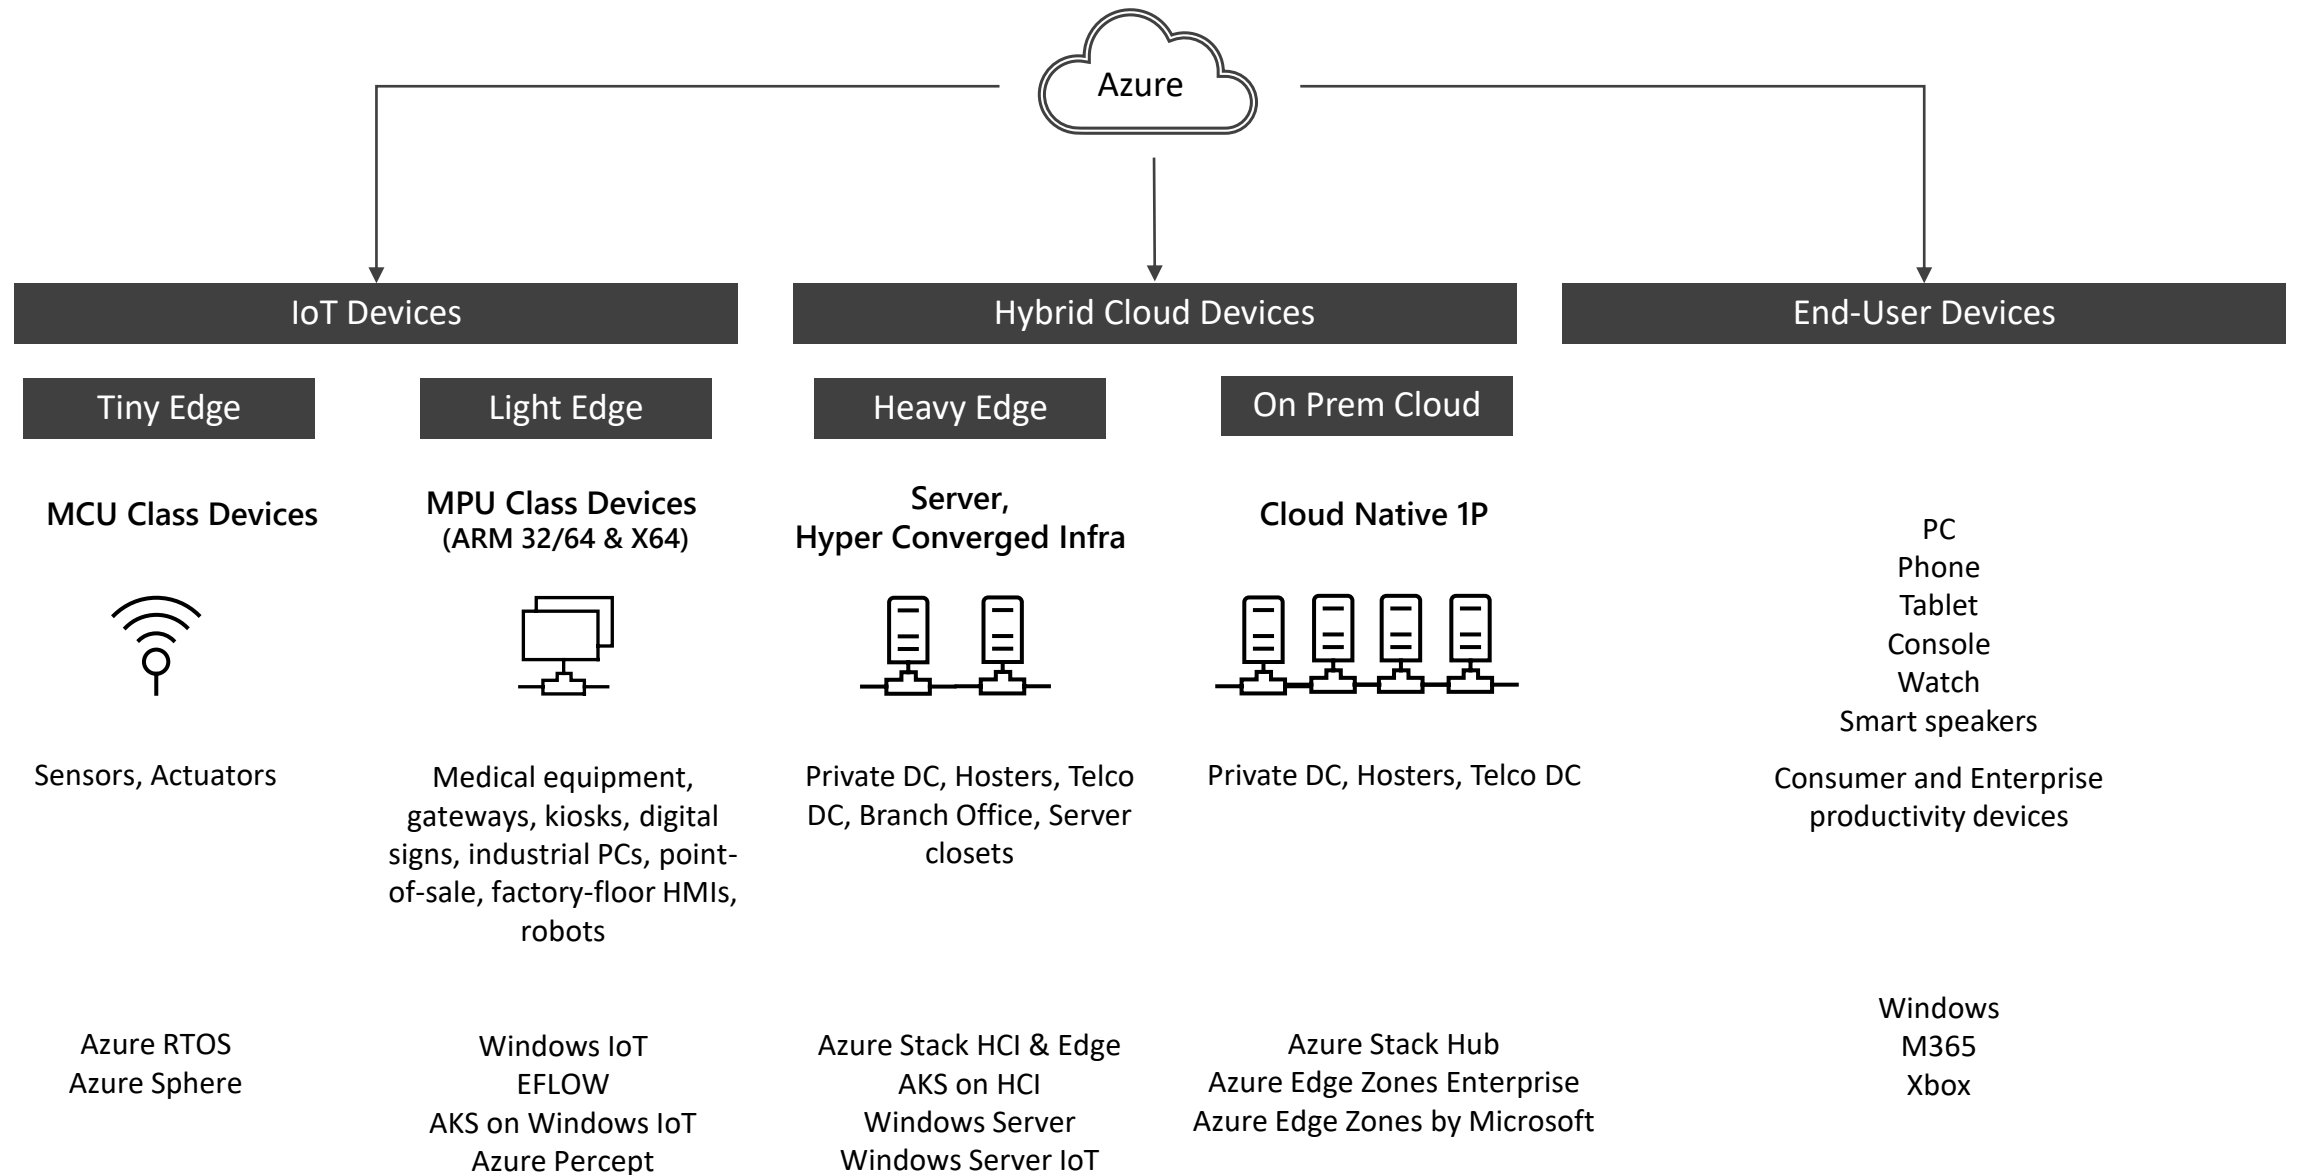 Azure
IoT Devices
Hybrid Cloud Devices
End-User Devices
Tiny Edge
Light Edge
Heavy Edge
On Prem Cloud
MCU Class Devices
MPU Class Devices
(ARM 32/64 & X64)
Server,
Hyper Converged Infra
Cloud Native 1P
PC
Phone
Tablet
Console
Watch
Smart speakers
Sensors, Actuators
Medical equipment,
gateways, kiosks, digital
signs, industrial PCs, point-
of-sale, factory-floor HMIs,
robots
Private DC, Hosters, Telco
DC, Branch Office, Server
closets
Private DC, Hosters, Telco DC
Consumer and Enterprise
productivity devices
Azure RTOS
Azure Sphere
Windows IoT
EFLOW
AKS on Windows IoT
Azure Percept
Azure Stack HCI & Edge
AKS on HCI
Windows Server
Windows Server IoT
Azure Stack Hub
Azure Edge Zones Enterprise
Azure Edge Zones by Microsoft
Windows
M365
Xbox